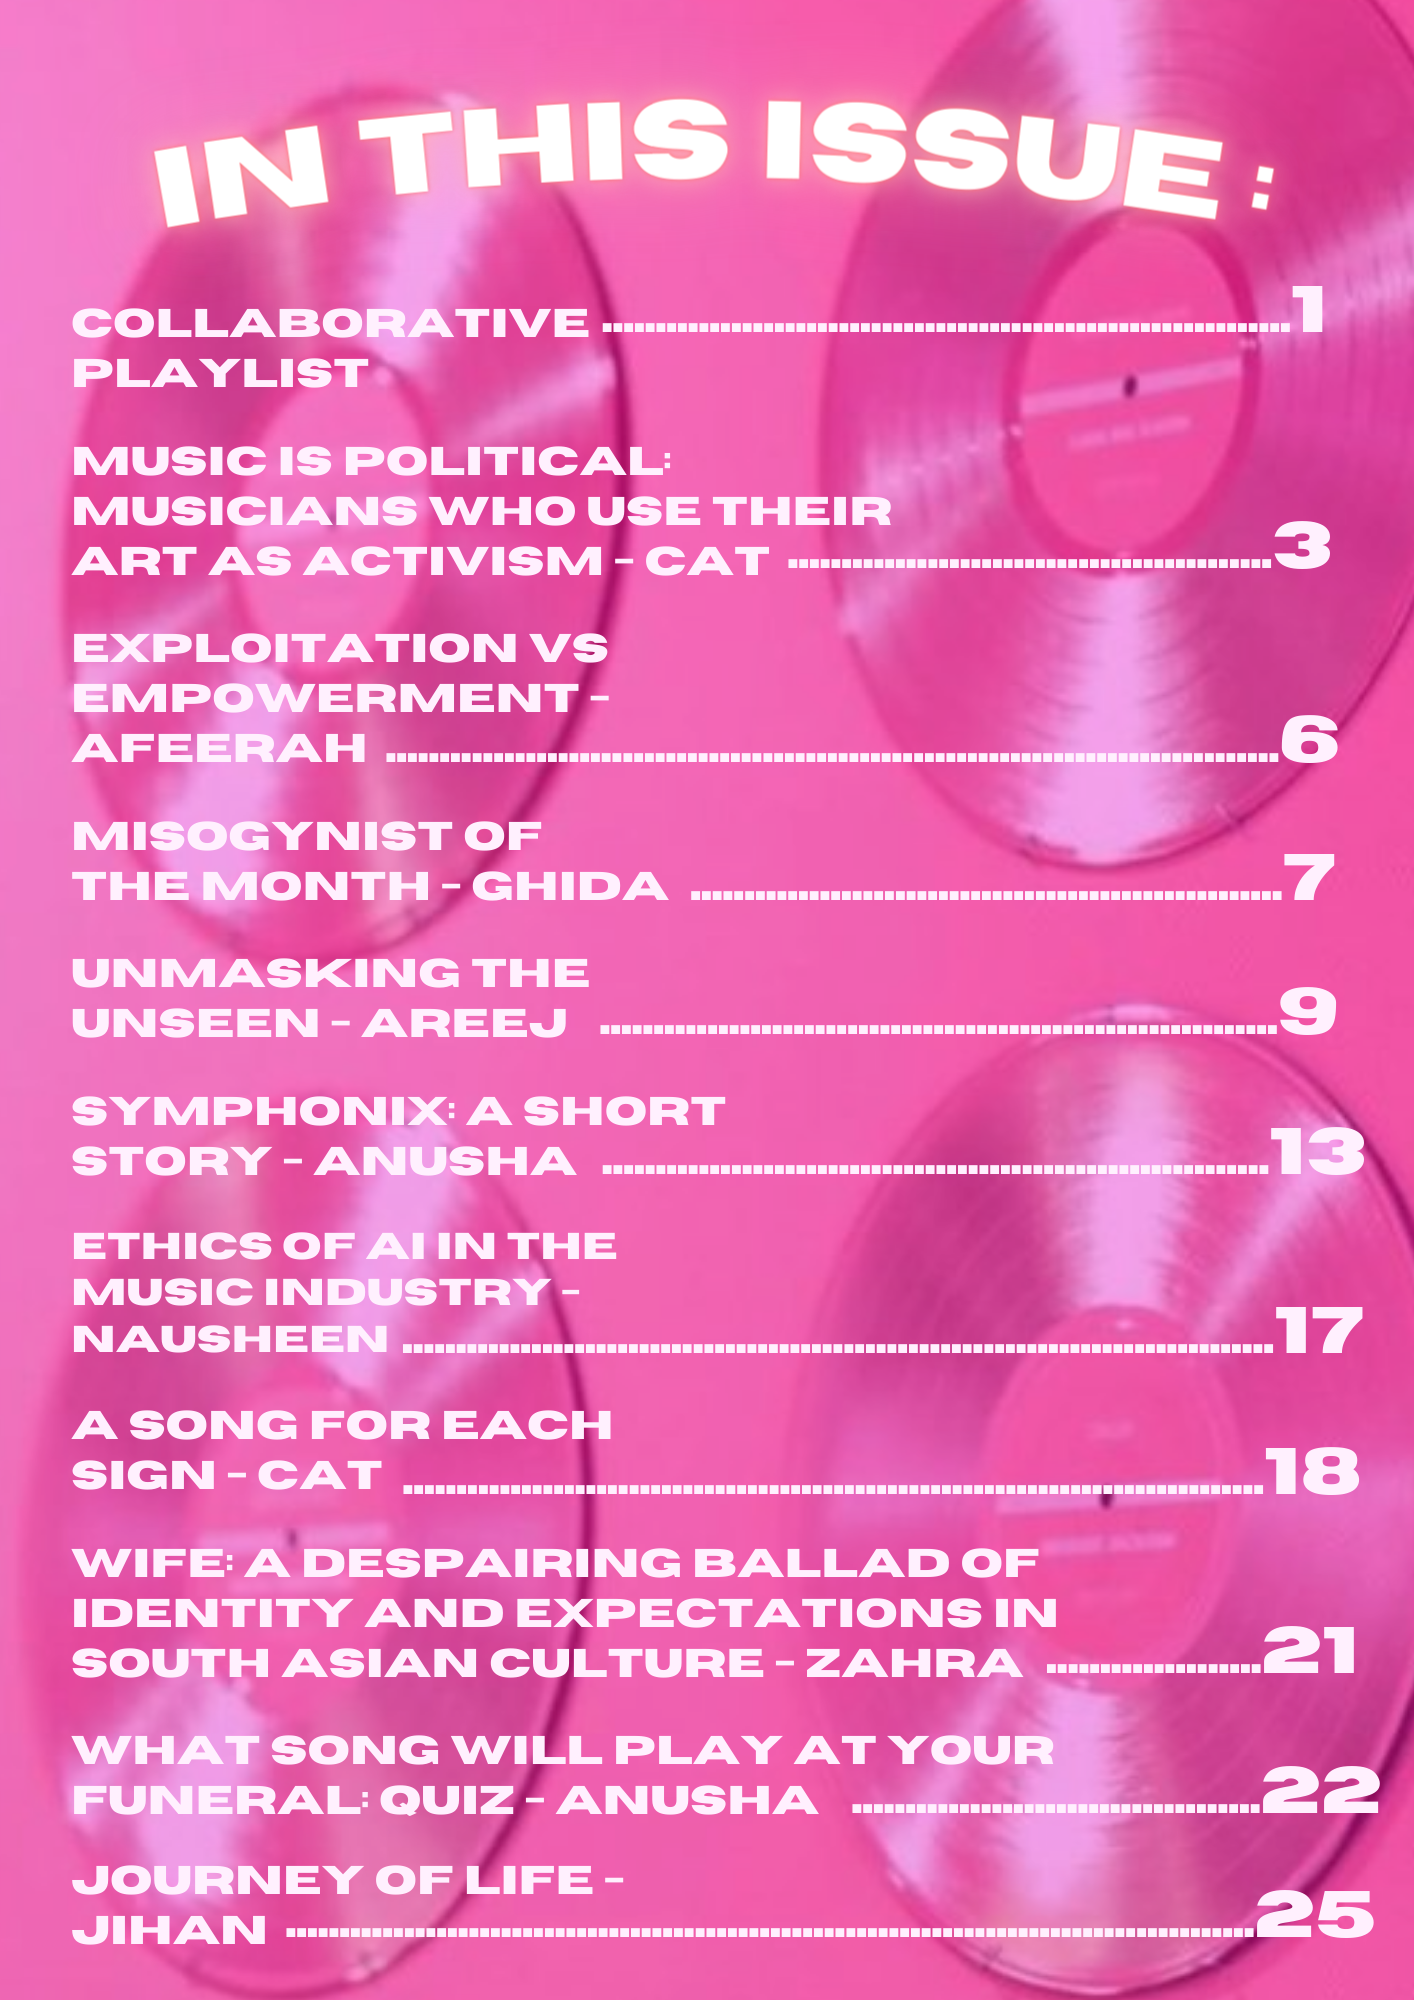 IN THIS ISSUE :
COLLABORATIVE ................................................................1
PLAYLIST
MUSIC IS POLITICAL:
MUSICIANS WHO USE THEIR
ART AS ACTIVISM - CAT .............................................3
EXPLOITATION VS
EMPOWERMENT -
AFEERAH ...................................................................................6
MISOGYNIST OF
THE MONTH - GHIDA .......................................................7
UNMASKING THE
UNSEEN - AREEJ ...............................................................9
SYMPHONIX: A SHORT
STORY - ANUSHA ..............................................................13
ETHICS OF AI IN THE
MUSIC INDUSTRY -
NAUSHEEN .................................................................................17
A SONG FOR EACH
SIGN - CAT ................................................................................18
WIFE: A DESPAIRING BALLAD OF
IDENTITY AND EXPECTATIONS IN
SOUTH ASIAN CULTURE - ZAHRA ....................21
WHAT SONG WILL PLAY AT YOUR
FUNERAL: QUIZ - ANUSHA ......................................22
JOURNEY OF LIFE -
JIHAN ..........................................................................................25